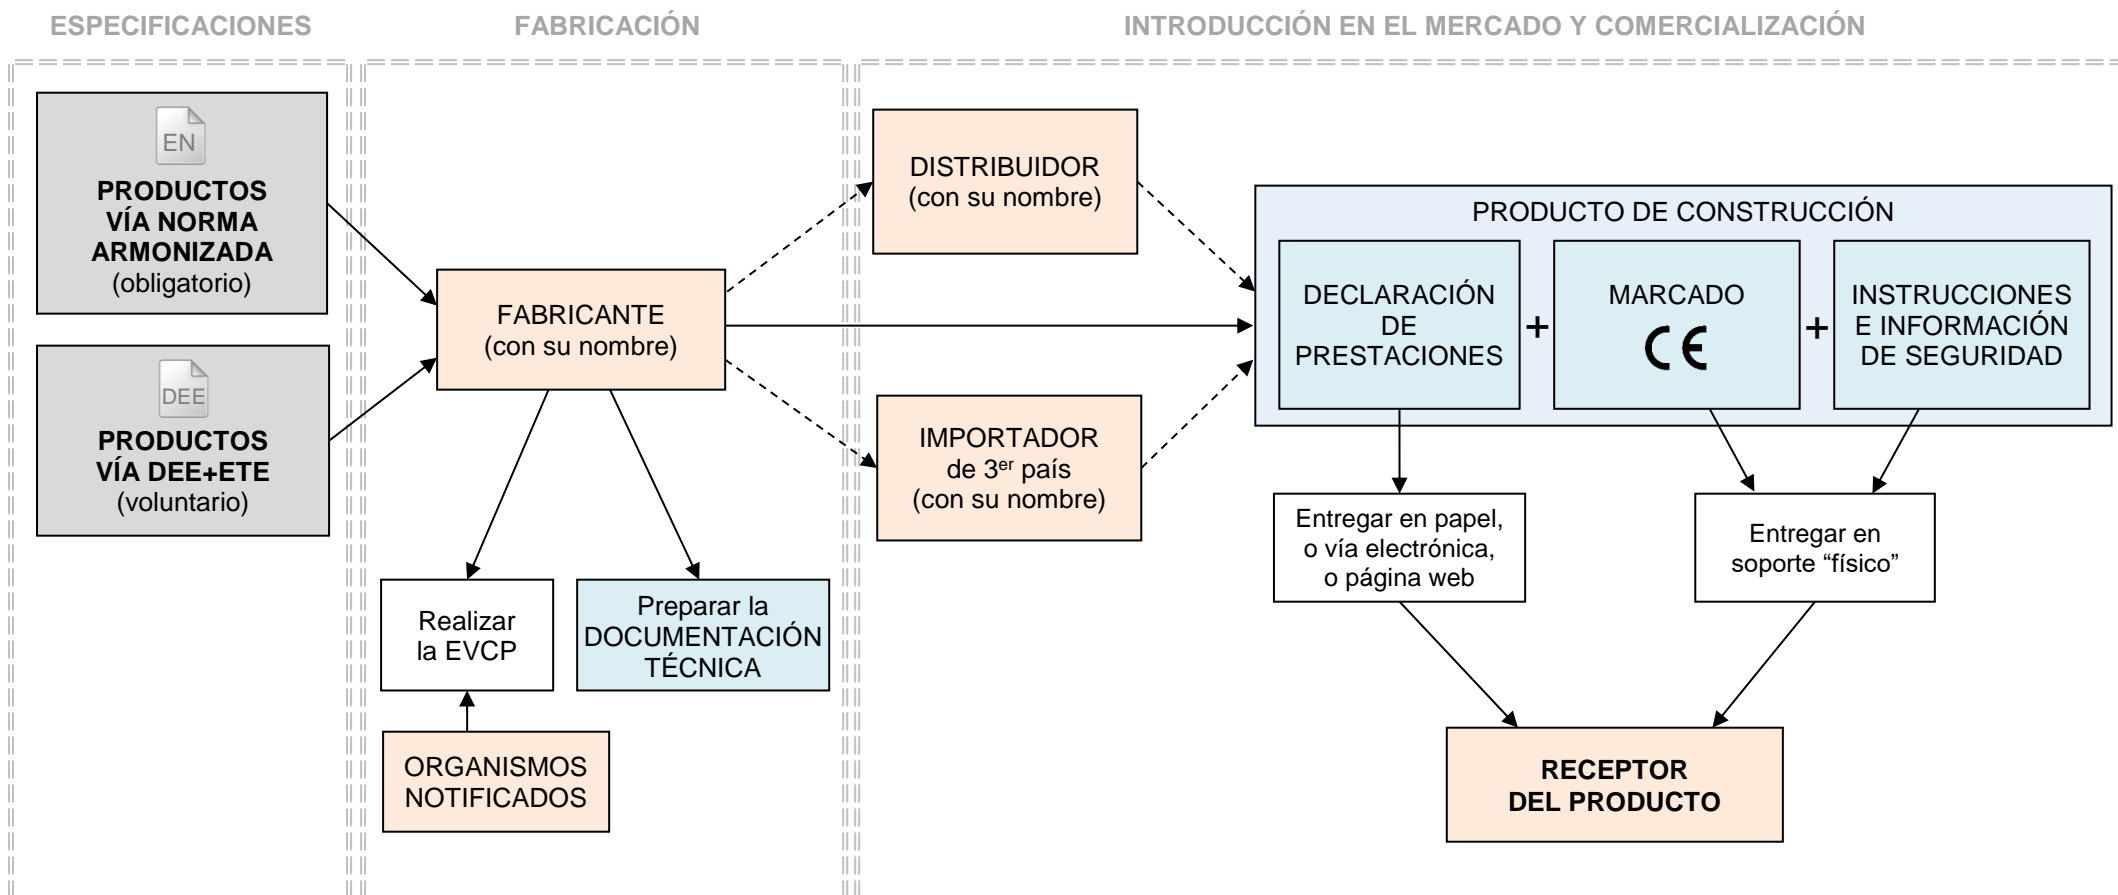 ESPECIFICACIONES
FABRICACIÓN
INTRODUCCIÓN EN EL MERCADO Y COMERCIALIZACIÓN
EN
PRODUCTOS
VÍA NORMA
ARMONIZADA
(obligatorio)
DEE
PRODUCTOS
VÍA DEE+ETE
(voluntario)
FABRICANTE
(con su nombre)
Realizar
la EVCP
Preparar la
DOCUMENTACIÓN
TÉCNICA
ORGANISMOS
NOTIFICADOS
DISTRIBUIDOR
(con su nombre)
IMPORTADOR
de 3er país
(con su nombre)
PRODUCTO DE CONSTRUCCIÓN
DECLARACIÓN
DE
PRESTACIONES
+
MARCADO
CE
+
INSTRUCCIONES
E INFORMACIÓN
DE SEGURIDAD
Entregar en papel,
o vía electrónica,
o página web
Entregar en
soporte “físico”
RECEPTOR
DEL PRODUCTO